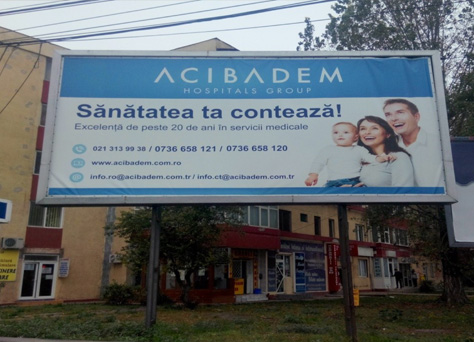 ACIBADEM
HOSPITALS GROUP
Sănătatea ta contează!
Excelență de peste 20 de ani în servicii medicale
021 313 99 38 / 0736 658 121 / 0736 658 120
www.acibadem.com.ro
info.ro@acibadem.com.tr / info.ct@acibadem.com.tr